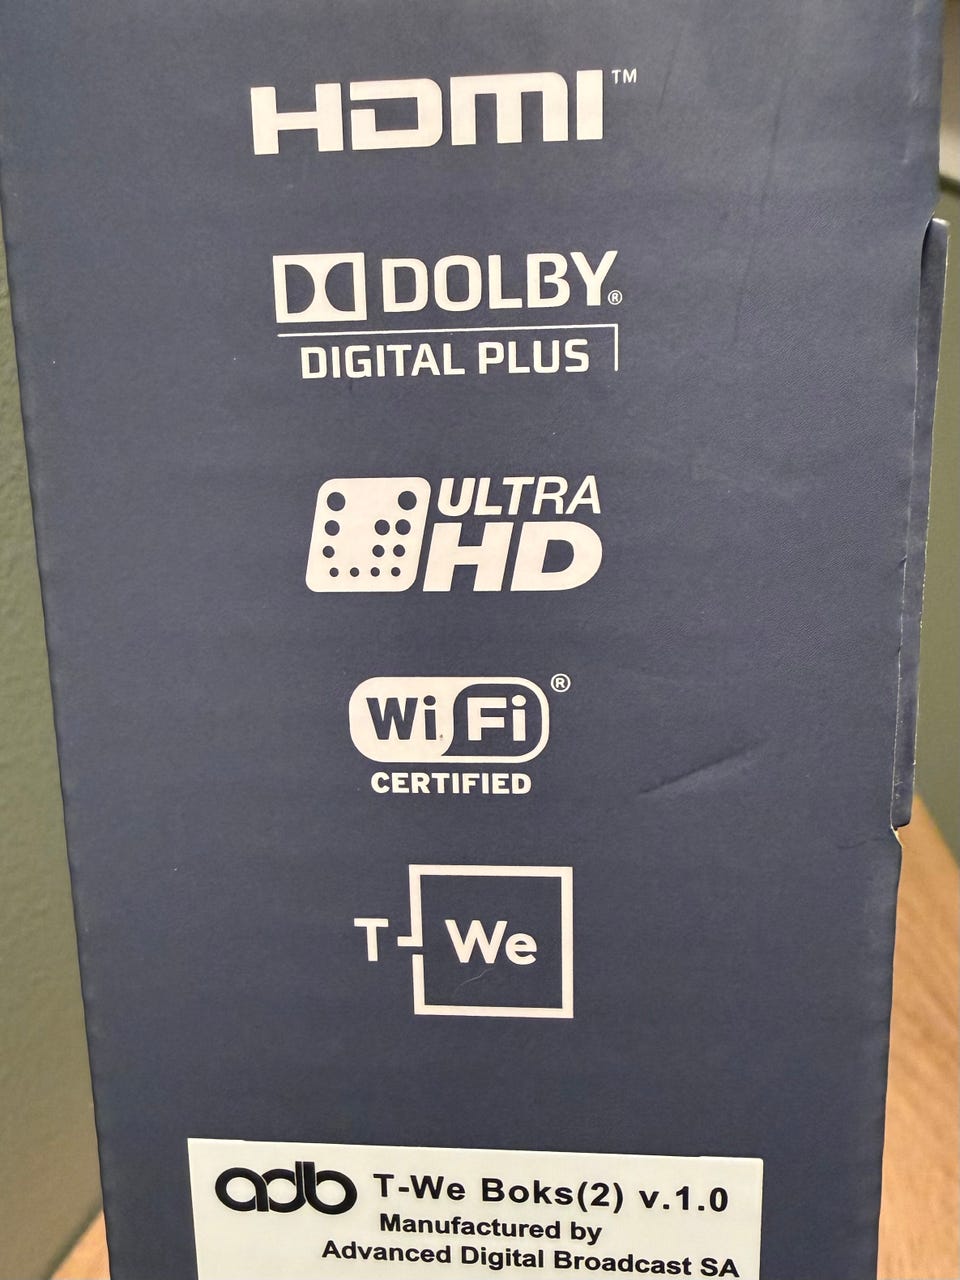 HDMI™
DOLBY®
DIGITAL PLUS
ULTRA
HD
Wi Fi®
CERTIFIED
T-We
adb T-We Boks(2) v.1.0
Manufactured by
Advanced Digital Broadcast SA